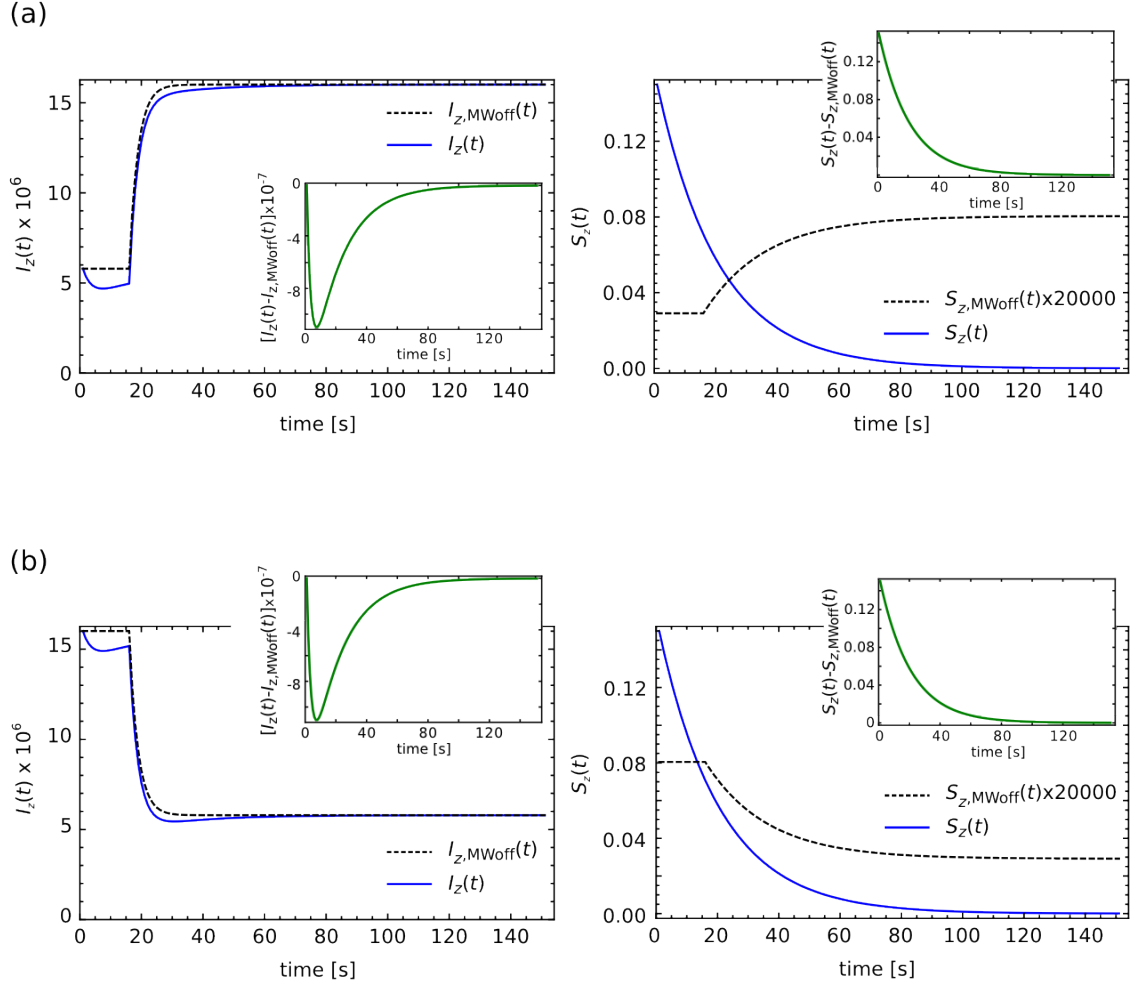 (a)
I_z(t) x 10^6
15
10
5
0
0 20 40 60 80 100 120 140
time [s]
I_z,MWoff(t)
I_z(t)
[I_z(t)-I_z,MWoff(t)]x10^-7
0
-4
-8
0 40 80 120
time [s]
S_z(t)
0.12
0.08
0.04
0.00
0 20 40 60 80 100 120 140
time [s]
S_z,MWoff(t)x20000
S_z(t)
S_z(t)-S_z,MWoff(t)
0.12
0.08
0.04
0 40 80 120
time [s]
(b)
I_z(t) x 10^6
15
10
5
0
0 20 40 60 80 100 120 140
time [s]
I_z,MWoff(t)
I_z(t)
[I_z(t)-I_z,MWoff(t)]x10^-7
0
-4
-8
0 40 80 120
time [s]
S_z(t)
0.12
0.08
0.04
0.00
0 20 40 60 80 100 120 140
time [s]
S_z,MWoff(t)x20000
S_z(t)
S_z(t)-S_z,MWoff(t)
0.12
0.08
0.04
0
0 40 80 120
time [s]